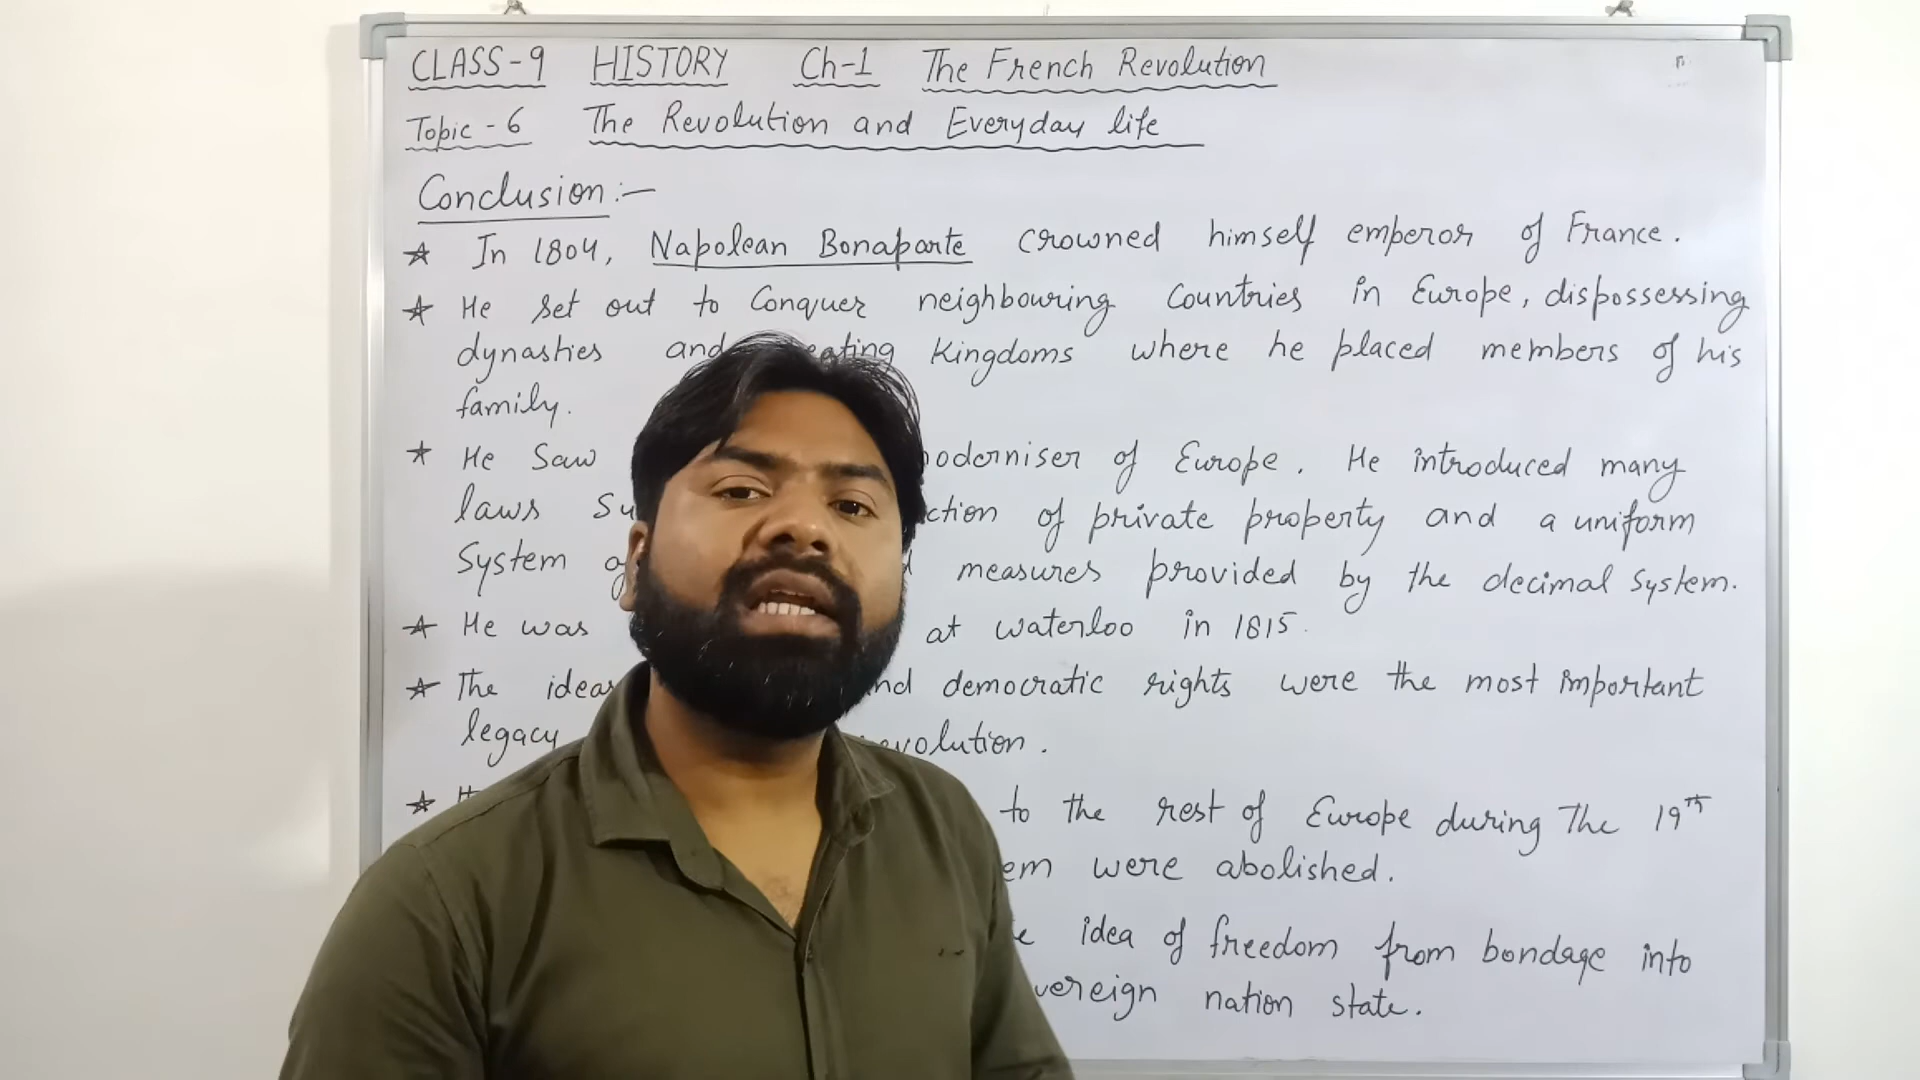 CLASS-9 HISTORY Ch-1 The French Revolution
Topic-6 The Revolution and Everyday life
Conclusion:-
In 1804, Napolean Bonaparte crowned himself emperor of France.
He set out to Conquer neighbouring Countries in Europe, dispossessing
dynasties and eating Kingdoms where he placed members of his
family.
He Saw oderniser of Europe. He introduced many
laws Su ction of private property and a uniform
System measures provided by the decimal System.
He was at waterloo in 1815.
The ideas nd democratic rights were the most important
legacy evolution.
to the rest of Europe during The 19th
em were abolished.
idea of freedom from bondage into
vereign nation state.